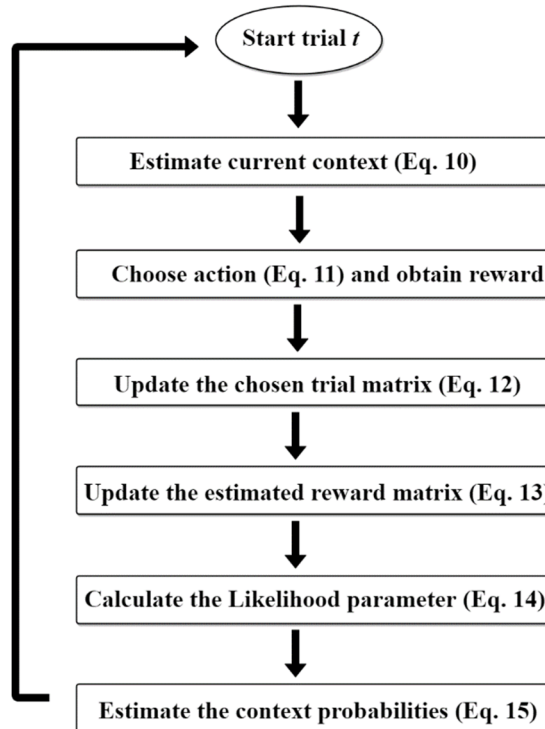 Start trial t
Estimate current context (Eq. 10)
Choose action (Eq. 11) and obtain reward
Update the chosen trial matrix (Eq. 12)
Update the estimated reward matrix (Eq. 13)
Calculate the Likelihood parameter (Eq. 14)
Estimate the context probabilities (Eq. 15)